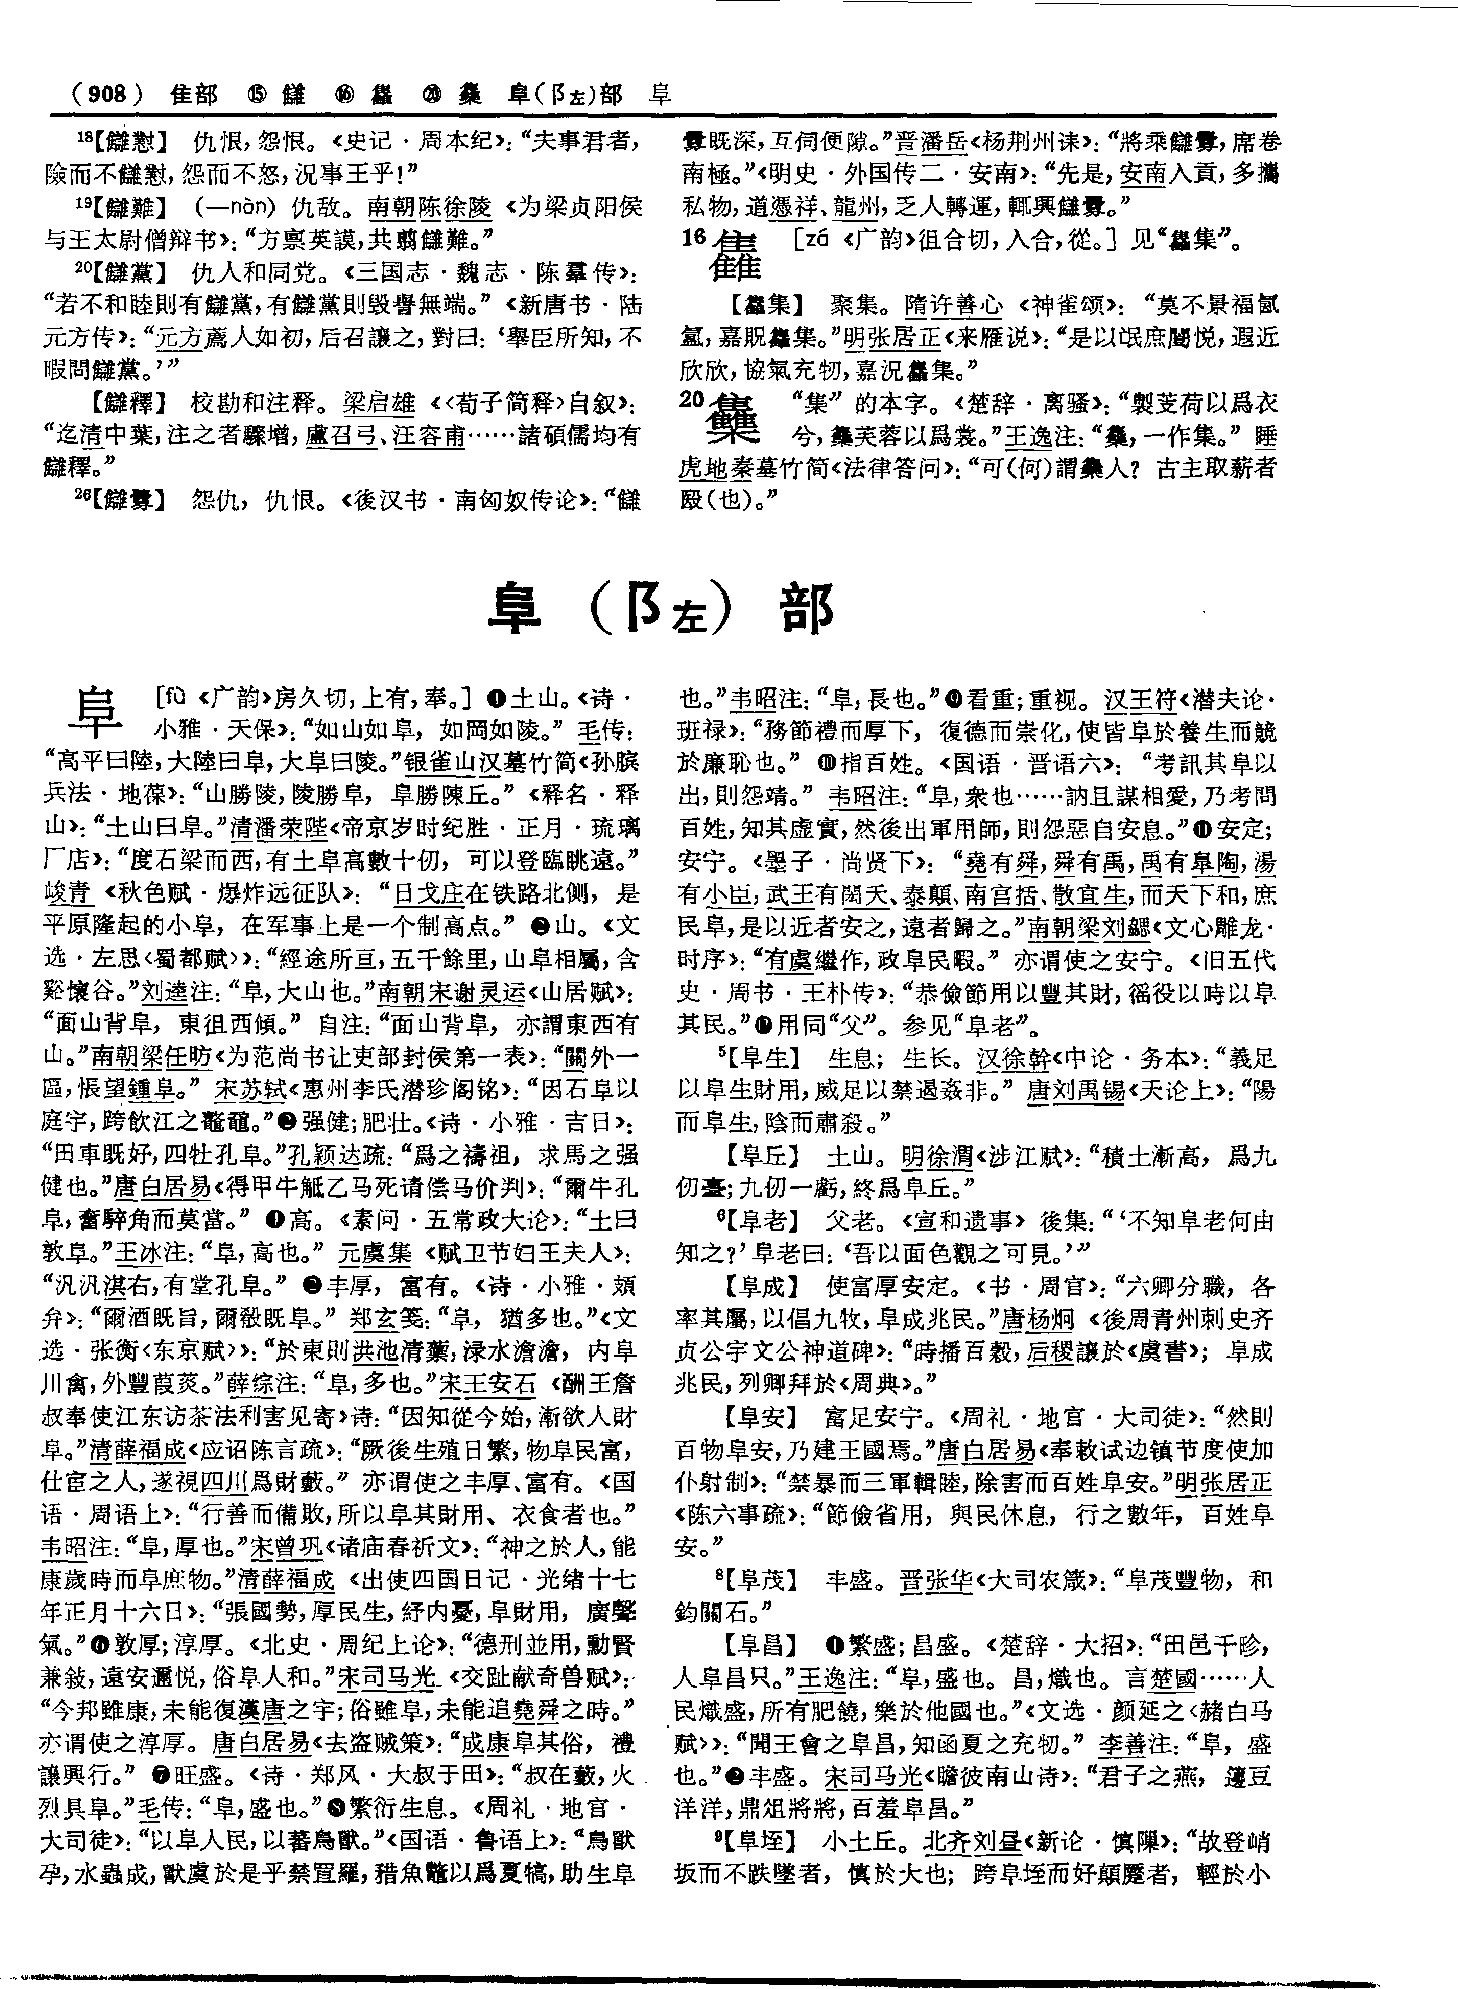 (908) 隹部 ⑮ 雠 ⑯ 雥 ⑳ 雧 阜(阝左)部 阜
18【讎懟】 仇恨,怨恨。《史记·周本纪》:“夫事君者,
險而不讎懟,怨而不怒,況事王乎!”
19【讎難】 (—nàn) 仇敌。南朝陈徐陵《为梁贞阳侯
与王太尉僧辩书》:“方禀英謨,共翦讎難。”
20【讎黨】 仇人和同党。《三国志·魏志·陈羣传》:
“若不和睦則有讎黨,有讎黨則毀譽無端。”《新唐书·陆
元方传》:“元方薦人如初,后召讓之,對曰:‘舉臣所知,不
暇問讎黨。’”
【讎釋】 校勘和注释。梁启雄《〈荀子简释〉自叙》:
“迄清中葉,注之者驟增,盧召弓、汪容甫……諸碩儒均有
讎釋。”
26【讎釁】 怨仇,仇恨。《後汉书·南匈奴传论》:“讎
釁既深,互伺便隙。”晋潘岳《杨荆州诔》:“將乘讎釁,席卷
南極。”《明史·外国传二·安南》:“先是,安南入貢,多攜
私物,道憑祥、龍州,乏人轉運,輒興讎釁。”
16 雥 [zá 《广韵》徂合切,入合,從。] 见“雥集”。
【雥集】 聚集。隋许善心《神雀颂》:“莫不景福氤
氲,嘉貺雥集。”明张居正《来雁说》:“是以氓庶闓悦,遐近
欣欣,協氣充牣,嘉況雥集。”
20 雧 “集”的本字。《楚辞·离骚》:“製芰荷以爲衣
兮,雧芙蓉以爲裳。”王逸注:“雧,一作集。”睡
虎地秦墓竹简《法律答问》:“可(何)謂雧人?古主取薪者
殹(也)。”
阜(阝左)部
阜 [fù 《广韵》房久切,上有,奉。] ❶土山。《诗·
小雅·天保》:“如山如阜,如岡如陵。”毛传:
“高平曰陸,大陸曰阜,大阜曰陵。”银雀山汉墓竹简《孙膑
兵法·地葆》:“山勝陵,陵勝阜,阜勝陳丘。”《释名·释
山》:“土山曰阜。”清潘荣陛《帝京岁时纪胜·正月·琉璃
厂店》:“度石梁而西,有土阜高數十仞,可以登臨眺遠。”
峻青《秋色赋·爆炸远征队》:“日戈庄在铁路北侧,是
平原隆起的小阜,在军事上是一个制高点。”❷山。《文
选·左思〈蜀都赋〉》:“經途所亘,五千餘里,山阜相屬,含
谿懷谷。”刘逵注:“阜,大山也。”南朝宋谢灵运《山居赋》:
“面山背阜,東徂西傾。”自注:“面山背阜,亦謂東西有
山。”南朝梁任昉《为范尚书让吏部封侯第一表》:“關外一
區,悵望鍾阜。”宋苏轼《惠州李氏潜珍阁铭》:“因石阜以
庭宇,跨飲江之鼇黿。”❸强健;肥壮。《诗·小雅·吉日》:
“田車既好,四牡孔阜。”孔颖达疏:“爲之禱祖,求馬之强
健也。”唐白居易《得甲牛觝乙马死请偿马价判》:“爾牛孔
阜,奮騂角而莫當。”❹高。《素问·五常政大论》:“土曰
敦阜。”王冰注:“阜,高也。”元虞集《赋卫节妇王夫人》:
“汎汎淇右,有堂孔阜。”❺丰厚,富有。《诗·小雅·頍
弁》:“爾酒既旨,爾殽既阜。”郑玄笺:“阜,猶多也。”《文
选·张衡〈东京赋〉》:“於東則洪池清蘌,渌水澹澹,内阜
川禽,外豐葭菼。”薛综注:“阜,多也。”宋王安石《酬王詹
叔奉使江东访茶法利害见寄》诗:“因知從今始,漸欲人財
阜。”清薛福成《应诏陈言疏》:“厥後生殖日繁,物阜民富,
仕宦之人,遂視四川爲財藪。”亦谓使之丰厚、富有。《国
语·周语上》:“行善而備敗,所以阜其財用、衣食者也。”
韦昭注:“阜,厚也。”宋曾巩《诸庙春祈文》:“神之於人,能
康歲時而阜庶物。”清薛福成《出使四国日记·光绪十七
年正月十六日》:“張國勢,厚民生,紓内憂,阜財用,廣聲
氣。”❻敦厚;淳厚。《北史·周纪上论》:“德刑並用,勳賢
兼敍,遠安邇悦,俗阜人和。”宋司马光《交趾献奇兽赋》:
“今邦雖康,未能復漢唐之宇;俗雖阜,未能追堯舜之時。”
亦谓使之淳厚。唐白居易《去盗贼策》:“成康阜其俗,禮
讓興行。”❼旺盛。《诗·郑风·大叔于田》:“叔在藪,火
烈具阜。”毛传:“阜,盛也。”❽繁衍生息。《周礼·地官·
大司徒》:“以阜人民,以蕃鳥獸。”《国语·鲁语上》:“鳥獸
孕,水蟲成,獸虞於是乎禁罝羅,矠魚鼈以爲夏犒,助生阜
也。”韦昭注:“阜,長也。”❾看重;重视。汉王符《潜夫论·
班禄》:“務節禮而厚下,復德而崇化,使皆阜於養生而競
於廉恥也。”❿指百姓。《国语·晋语六》:“考訊其阜以
出,則怨靖。”韦昭注:“阜,衆也……訥且謀相愛,乃考問
百姓,知其虚實,然後出軍用師,則怨惡自安息。”⓫安定;
安宁。《墨子·尚贤下》:“堯有舜,舜有禹,禹有皋陶,湯
有小臣,武王有閎夭、泰顛、南宫括、散宜生,而天下和,庶
民阜,是以近者安之,遠者歸之。”南朝梁刘勰《文心雕龙·
时序》:“有虞繼作,政阜民暇。”亦谓使之安宁。《旧五代
史·周书·王朴传》:“恭儉節用以豐其財,徭役以時以阜
其民。”⓬用同“父”。参见“阜老”。
5【阜生】 生息;生长。汉徐幹《中论·务本》:“義足
以阜生財用,威足以禁遏姦非。”唐刘禹锡《天论上》:“陽
而阜生,陰而肅殺。”
【阜丘】 土山。明徐渭《涉江赋》:“積土漸高,爲九
仞臺;九仞一虧,終爲阜丘。”
6【阜老】 父老。《宣和遗事》後集:“‘不知阜老何由
知之?’阜老曰:‘吾以面色觀之可見。’”
【阜成】 使富厚安定。《书·周官》:“六卿分職,各
率其屬,以倡九牧,阜成兆民。”唐杨炯《後周青州刺史齐
贞公宇文公神道碑》:“時播百穀,后稷讓於《虞書》;阜成
兆民,列卿拜於《周典》。”
【阜安】 富足安宁。《周礼·地官·大司徒》:“然則
百物阜安,乃建王國焉。”唐白居易《奉敕试边镇节度使加
仆射制》:“禁暴而三軍輯睦,除害而百姓阜安。”明张居正
《陈六事疏》:“節儉省用,與民休息,行之數年,百姓阜
安。”
8【阜茂】 丰盛。晋张华《大司农箴》:“阜茂豐物,和
鈞關石。”
【阜昌】 ❶繁盛;昌盛。《楚辞·大招》:“田邑千畛,
人阜昌只。”王逸注:“阜,盛也。昌,熾也。言楚國……人
民熾盛,所有肥饒,樂於他國也。”《文选·颜延之〈赭白马
赋〉》:“聞王會之阜昌,知函夏之充牣。”李善注:“阜,盛
也。”❷丰盛。宋司马光《瞻彼南山诗》:“君子之燕,籩豆
洋洋,鼎俎將將,百羞阜昌。”
9【阜垤】 小土丘。北齐刘昼《新论·慎隟》:“故登峭
坂而不跌墜者,慎於大也;跨阜垤而好顛蹷者,輕於小